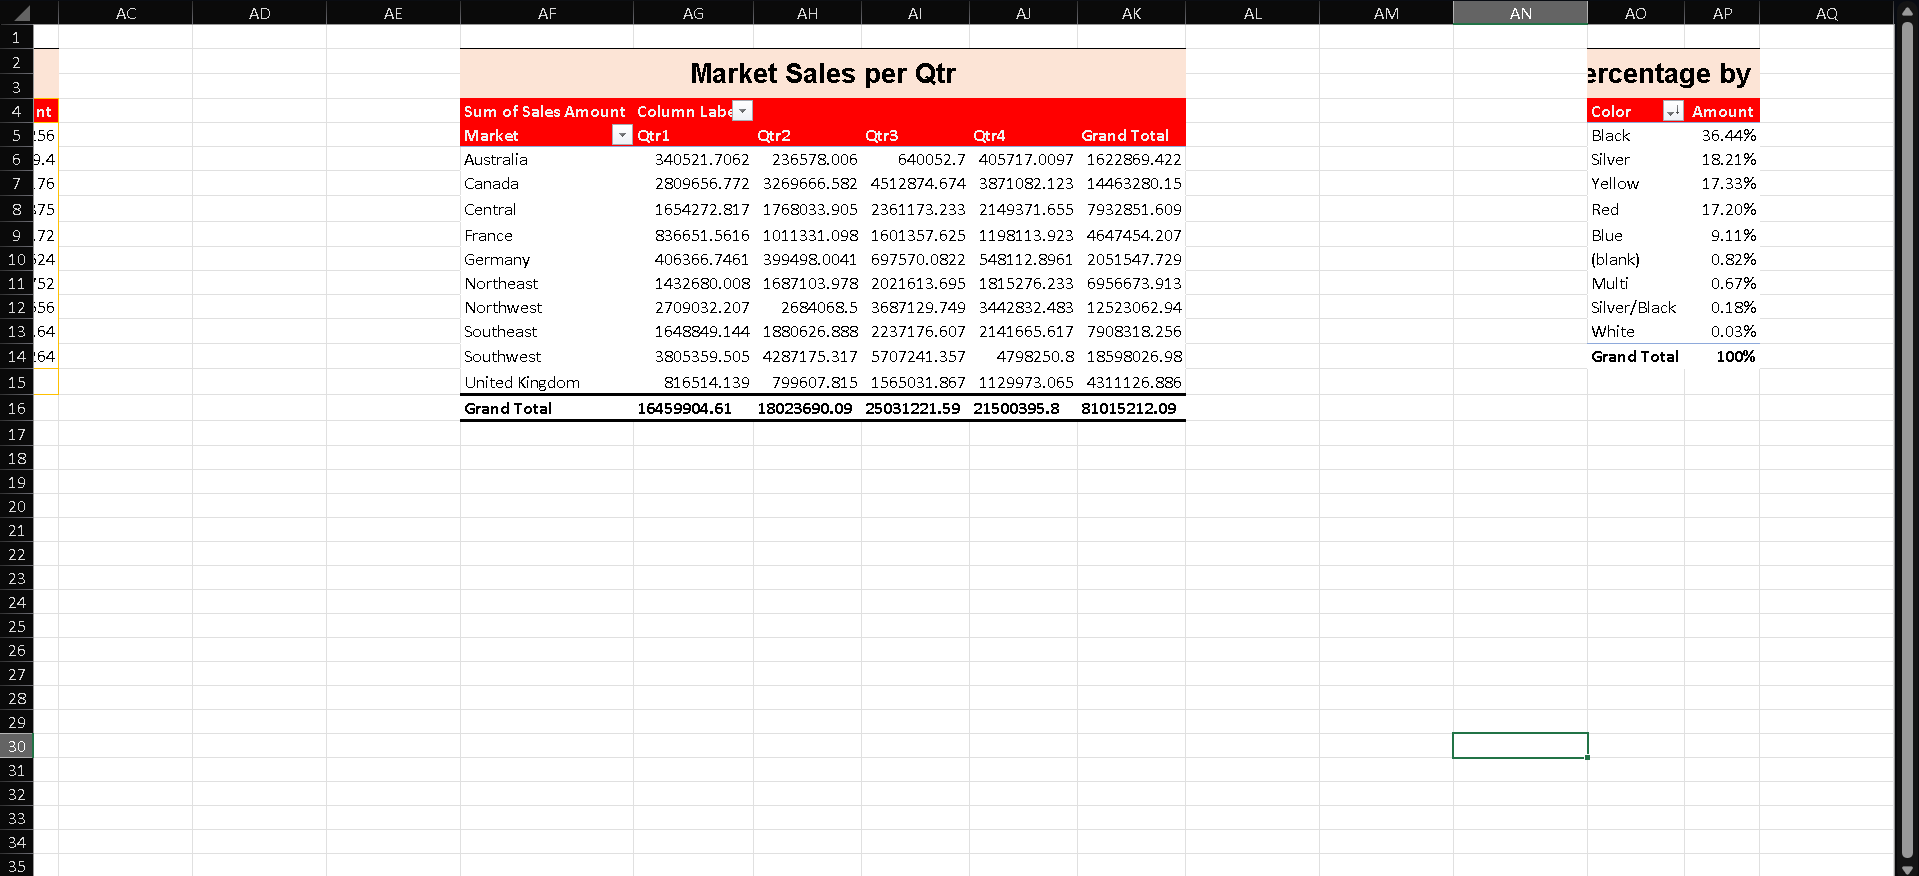 AC AD AE AF AG AH AI AJ AK AL AM AN AO AP AQ
1
2 Market Sales per Qtr ercentage by
3
4 nt Sum of Sales Amount Column Labe Color Amount
5 56 Market Qtr1 Qtr2 Qtr3 Qtr4 Grand Total Black 36.44%
6 9.4 Australia 340521.7062 236578.006 640052.7 405717.0097 1622869.422 Silver 18.21%
7 76 Canada 2809656.772 3269666.582 4512874.674 3871082.123 14463280.15 Yellow 17.33%
8 75 Central 1654272.817 1768033.905 2361173.233 2149371.655 7932851.609 Red 17.20%
9 .72 France 836651.5616 1011331.098 1601357.625 1198113.923 4647454.207 Blue 9.11%
10 24 Germany 406366.7461 399498.0041 697570.0822 548112.8961 2051547.729 (blank) 0.82%
11 52 Northeast 1432680.008 1687103.978 2021613.695 1815276.233 6956673.913 Multi 0.67%
12 56 Northwest 2709032.207 2684068.5 3687129.749 3442832.483 12523062.94 Silver/Black 0.18%
13 .64 Southeast 1648849.144 1880626.888 2237176.607 2141665.617 7908318.256 White 0.03%
14 64 Southwest 3805359.505 4287175.317 5707241.357 4798250.8 18598026.98 Grand Total 100%
15 United Kingdom 816514.139 799607.815 1565031.867 1129973.065 4311126.886
16 Grand Total 16459904.61 18023690.09 25031221.59 21500395.8 81015212.09
17
18
19
20
21
22
23
24
25
26
27
28
29
30
31
32
33
34
35